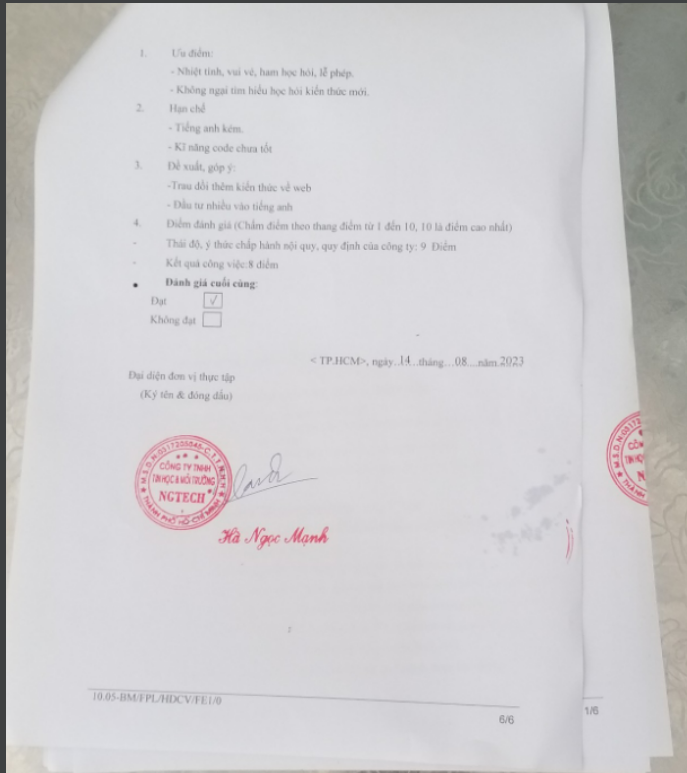 1. Ưu điểm:
- Nhiệt tình, vui vẻ, ham học hỏi, lễ phép.
- Không ngại tìm hiểu học hỏi kiến thức mới.
2. Hạn chế
- Tiếng anh kém.
- Kĩ năng code chưa tốt
3. Đề xuất, góp ý:
-Trau dồi thêm kiến thức về web
- Đầu tư nhiều vào tiếng anh
4. Điểm đánh giá (Chấm điểm theo thang điểm từ 1 đến 10, 10 là điểm cao nhất)
- Thái độ, ý thức chấp hành nội quy, quy định của công ty: 9 Điểm
- Kết quả công việc:8 điểm
• Đánh giá cuối cùng:
Đạt √
Không đạt
< TP.HCM>, ngày..14...tháng....08....năm.2023
Đại diện đơn vị thực tập
(Ký tên & đóng dấu)
M.S.D.N:0317205845-C.T.T.N.H.H
CÔNG TY TNHH
TIN HỌC & MÔI TRƯỜNG
NGTECH
THÀNH PHỐ HỒ CHÍ MINH
Hà Ngọc Mạnh
10.05-BM/FPL/HDCV/FE1/0
6/6
1/6